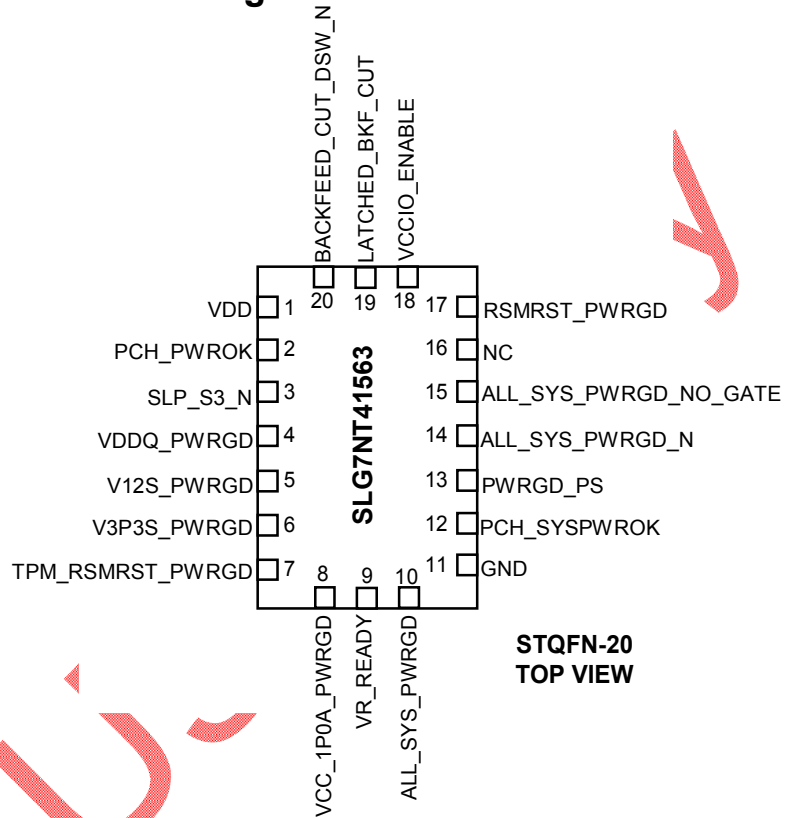 BACKFEED_CUT_DSW_N
LATCHED_BKF_CUT
VCCIO_ENABLE
20
19
18
VDD 1
PCH_PWROK 2
SLP_S3_N 3
VDDQ_PWRGD 4
V12S_PWRGD 5
V3P3S_PWRGD 6
TPM_RSMRST_PWRGD 7
SLG7NT41563
17 RSMRST_PWRGD
16 NC
15 ALL_SYS_PWRGD_NO_GATE
14 ALL_SYS_PWRGD_N
13 PWRGD_PS
12 PCH_SYSPWROK
11 GND
8
9
10
VCC_1P0A_PWRGD
VR_READY
ALL_SYS_PWRGD
STQFN-20
TOP VIEW